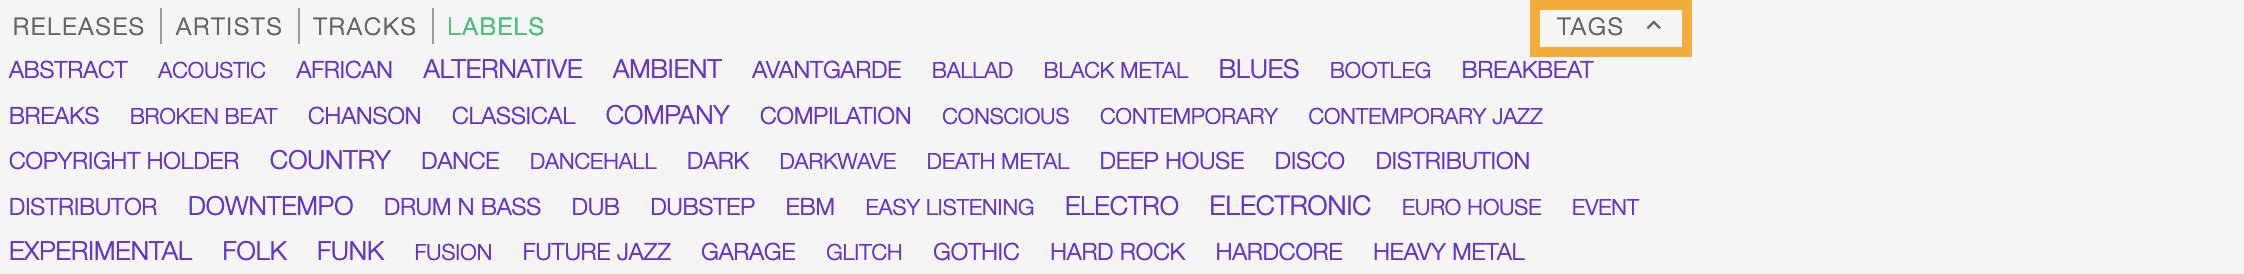 RELEASES ARTISTS TRACKS LABELS TAGS
ABSTRACT ACOUSTIC AFRICAN ALTERNATIVE AMBIENT AVANTGARDE BALLAD BLACK METAL BLUES BOOTLEG BREAKBEAT
BREAKS BROKEN BEAT CHANSON CLASSICAL COMPANY COMPILATION CONSCIOUS CONTEMPORARY CONTEMPORARY JAZZ
COPYRIGHT HOLDER COUNTRY DANCE DANCEHALL DARK DARKWAVE DEATH METAL DEEP HOUSE DISCO DISTRIBUTION
DISTRIBUTOR DOWNTEMPO DRUM N BASS DUB DUBSTEP EBM EASY LISTENING ELECTRO ELECTRONIC EURO HOUSE EVENT
EXPERIMENTAL FOLK FUNK FUSION FUTURE JAZZ GARAGE GLITCH GOTHIC HARD ROCK HARDCORE HEAVY METAL